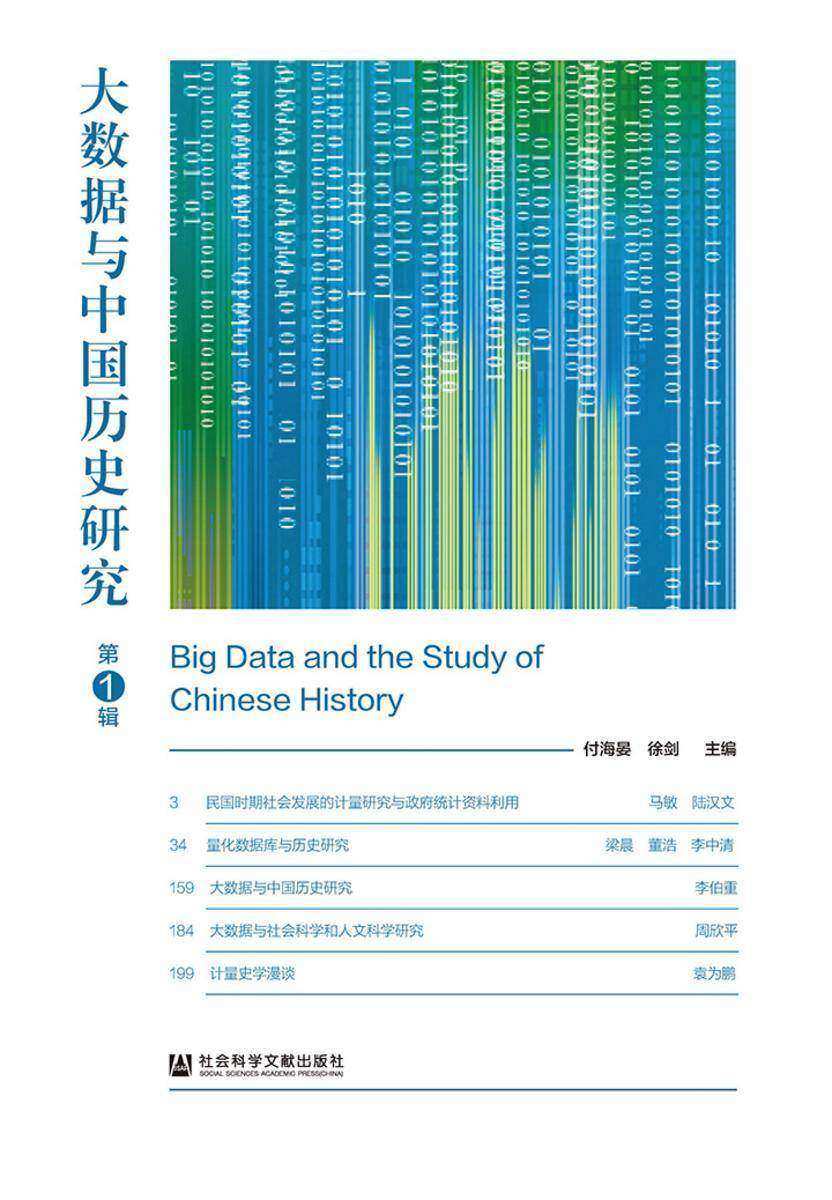 大数据与中国历史研究
第
1
辑
Big Data and the Study of
Chinese History
付海晏 徐剑 主编
3 民国时期社会发展的计量研究与政府统计资料利用 马敏 陆汉文
34 量化数据库与历史研究 梁晨 董浩 李中清
159 大数据与中国历史研究 李伯重
184 大数据与社会科学和人文科学研究 周欣平
199 计量史学漫谈 袁为鹏
社会科学文献出版社
SOCIAL SCIENCES ACADEMIC PRESS(CHINA)